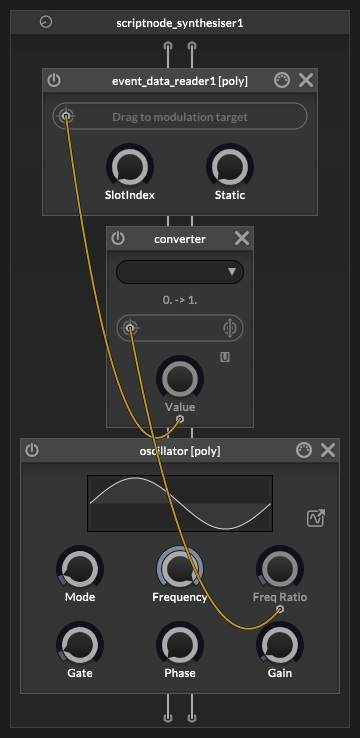 scriptnode_synthesiser1
event_data_reader1 [poly]
Drag to modulation target
SlotIndex Static
converter
0. -> 1.
U
Value
oscillator [poly]
Mode Frequency Freq Ratio
Gate Phase Gain